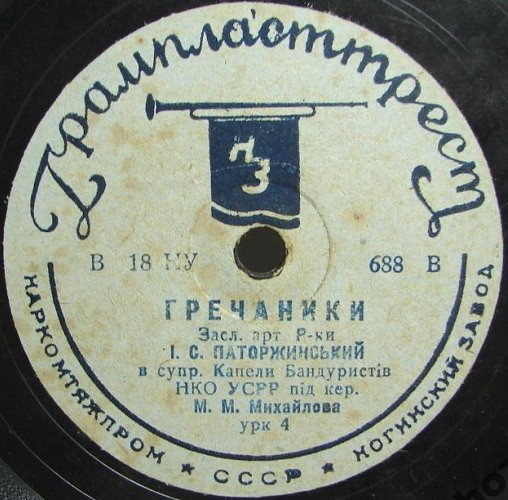 Грампласттрест
НЗ
В 18 НУ 688 В
ГРЕЧАНИКИ
Засл. арт Р-ки
І. С. ПАТОРЖИНСЬКИЙ
в супр. Капели Бандуристів
НКО УСРР під кер.
М. М. Михайлова
урк 4
НАРКОМТЯЖПРОМ ★ СССР ★ НОГИНСКИЙ ЗАВОД